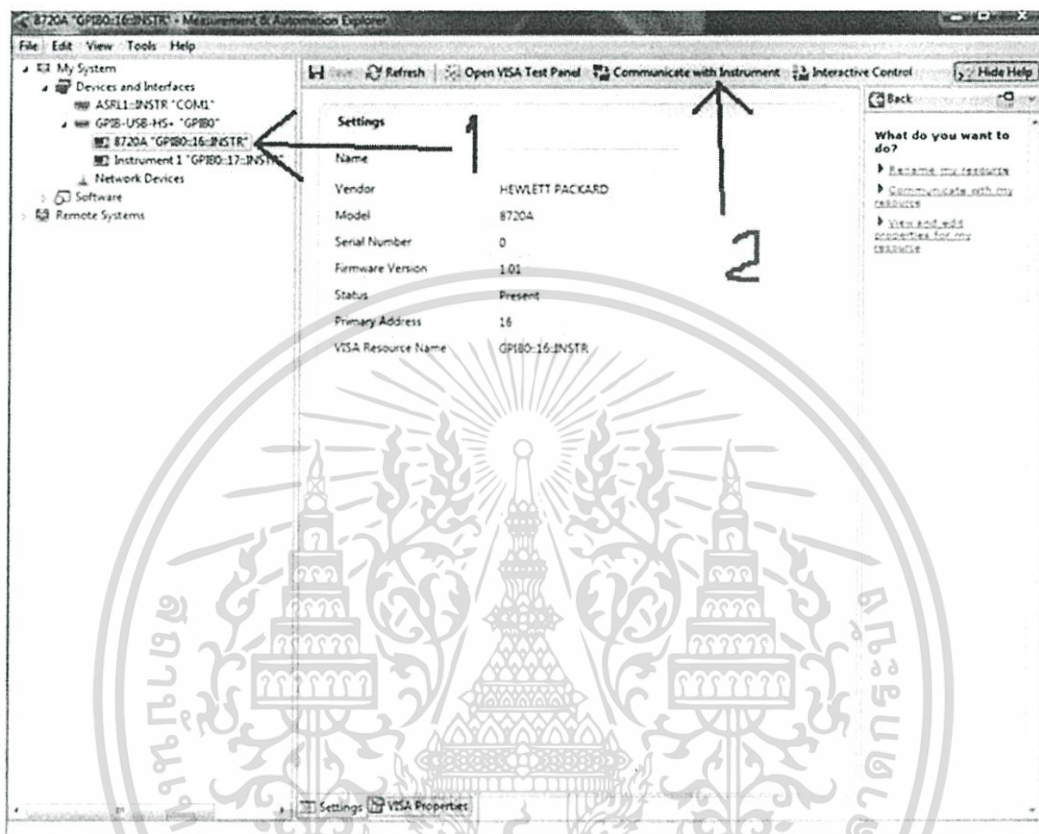 8720A "GPIB0::16::INSTR" - Measurement & Automation Explorer
File Edit View Tools Help
My System
Devices and Interfaces
ASRL1::INSTR "COM1"
GPIB-USB-HS+ "GPIB0"
8720A "GPIB0::16::INSTR"
Instrument 1 "GPIB0::17::INSTR"
Network Devices
Software
Remote Systems
Save Refresh Open VISA Test Panel Communicate with Instrument Interactive Control Hide Help
Settings
Name
Vendor HEWLETT PACKARD
Model 8720A
Serial Number 0
Firmware Version 1.01
Status Present
Primary Address 16
VISA Resource Name GPIB0::16::INSTR
1
2
Back
What do you want to
do?
Rename my resource
Communicate with my
resource
View and edit
properties for my
resource
Settings VISA Properties